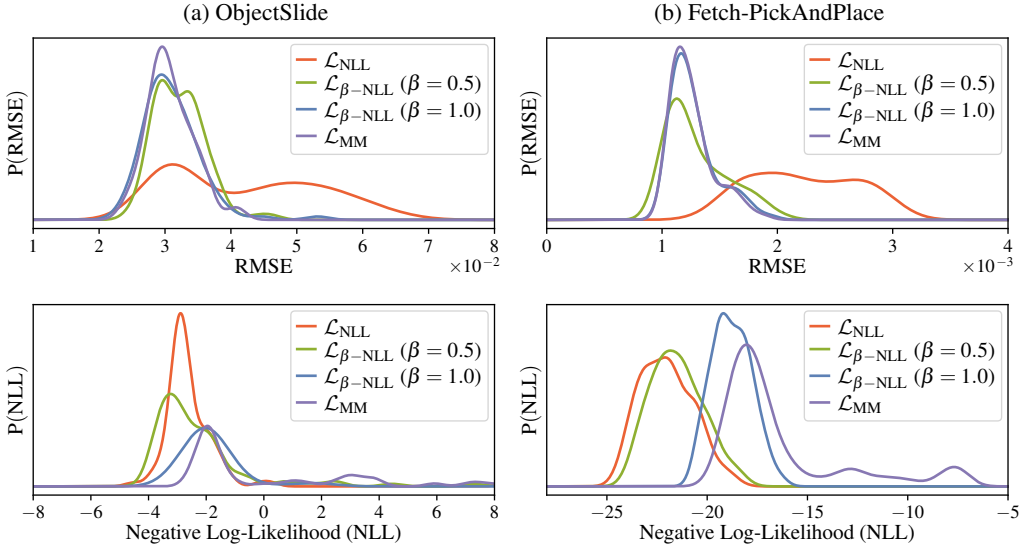 (a) ObjectSlide
P(RMSE)
ℒNLL
ℒβ−NLL (β = 0.5)
ℒβ−NLL (β = 1.0)
ℒMM
1 2 3 4 5 6 7 8
RMSE
×10⁻²
(b) Fetch-PickAndPlace
P(RMSE)
ℒNLL
ℒβ−NLL (β = 0.5)
ℒβ−NLL (β = 1.0)
ℒMM
0 1 2 3 4
RMSE
×10⁻³
P(NLL)
ℒNLL
ℒβ−NLL (β = 0.5)
ℒβ−NLL (β = 1.0)
ℒMM
−8 −6 −4 −2 0 2 4 6 8
Negative Log-Likelihood (NLL)
P(NLL)
ℒNLL
ℒβ−NLL (β = 0.5)
ℒβ−NLL (β = 1.0)
ℒMM
−25 −20 −15 −10 −5
Negative Log-Likelihood (NLL)